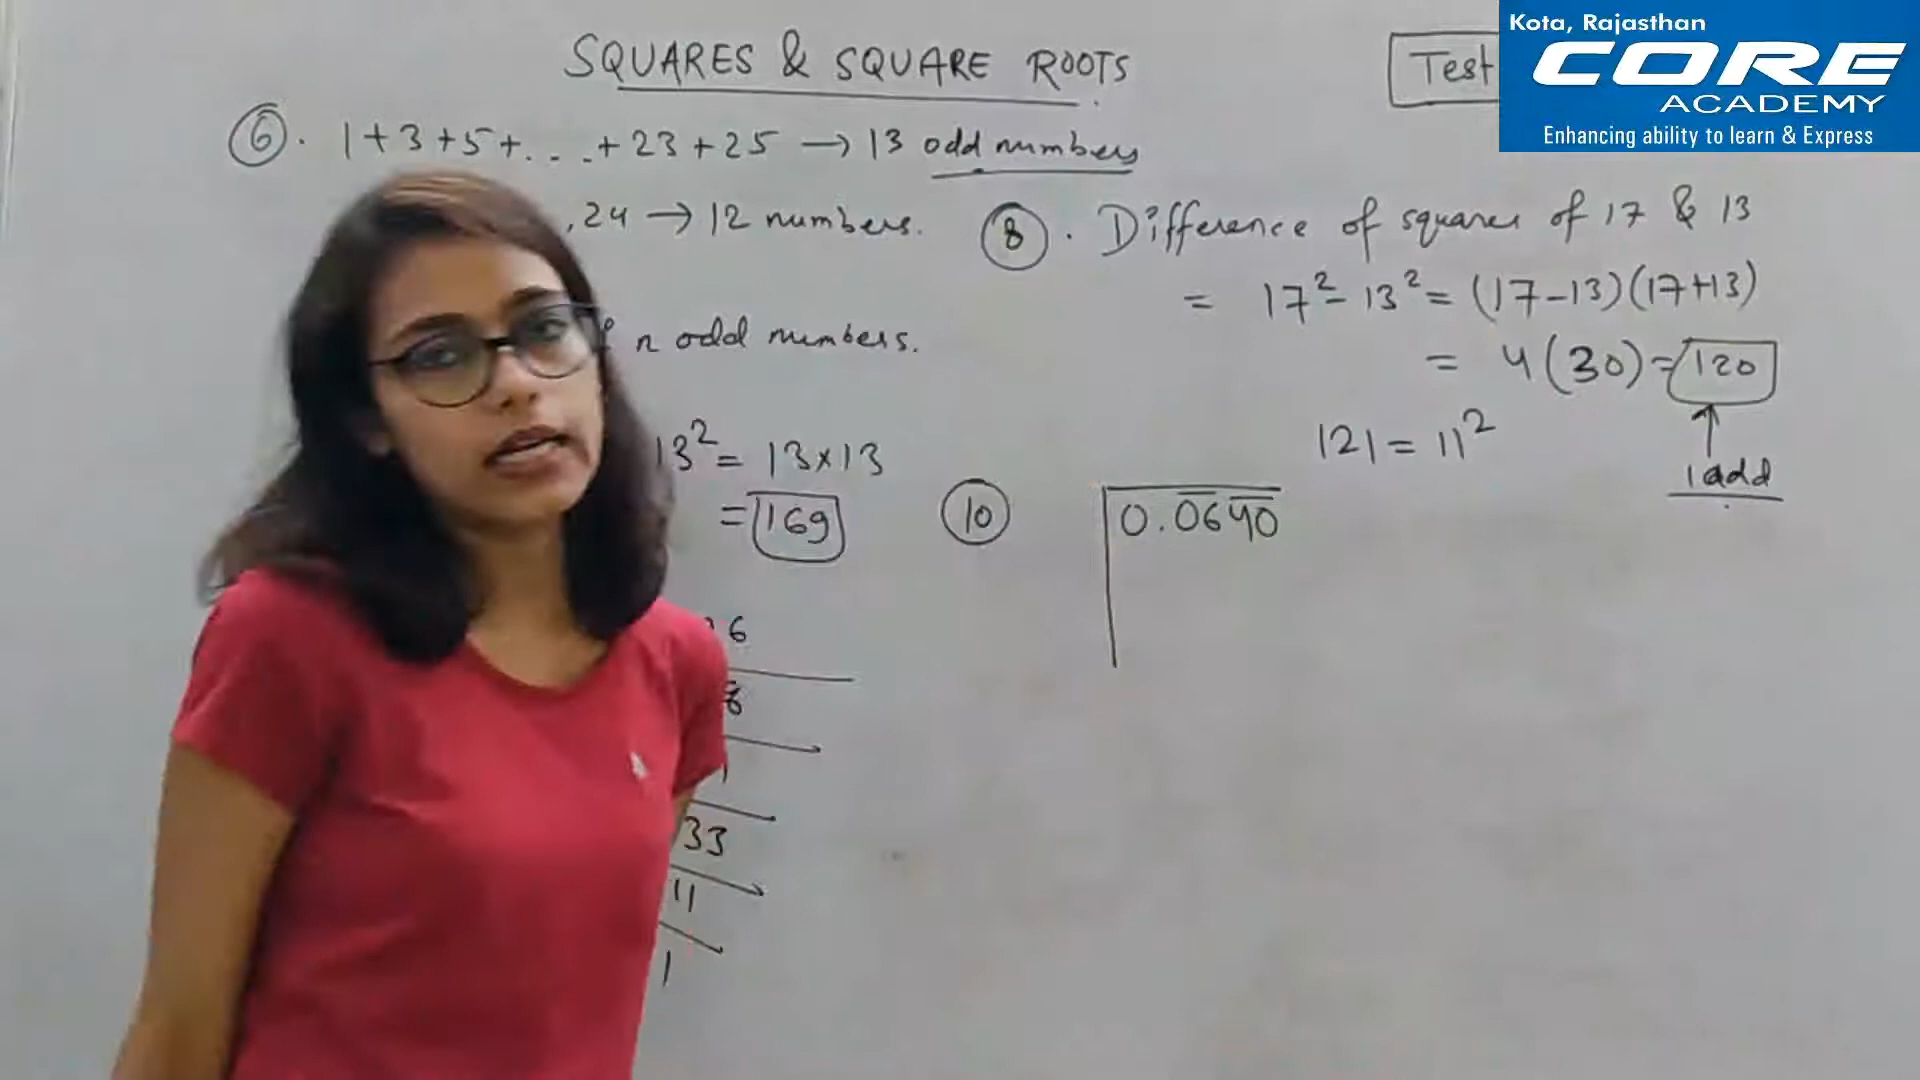 SQUARES & SQUARE ROOTS
Test
Kota, Rajasthan
CORE
ACADEMY
Enhancing ability to learn & Express
6. 1+3+5+...+23+25 → 13 odd numbers
,24 → 12 numbers.
n odd numbers.
13² = 13×13
= 169
6
8
1
33
11
1
8. Difference of squares of 17 & 13
= 17² - 13² = (17-13)(17+13)
= 4(30) = 120
121 = 11²
↑
1 add
10 0.0640